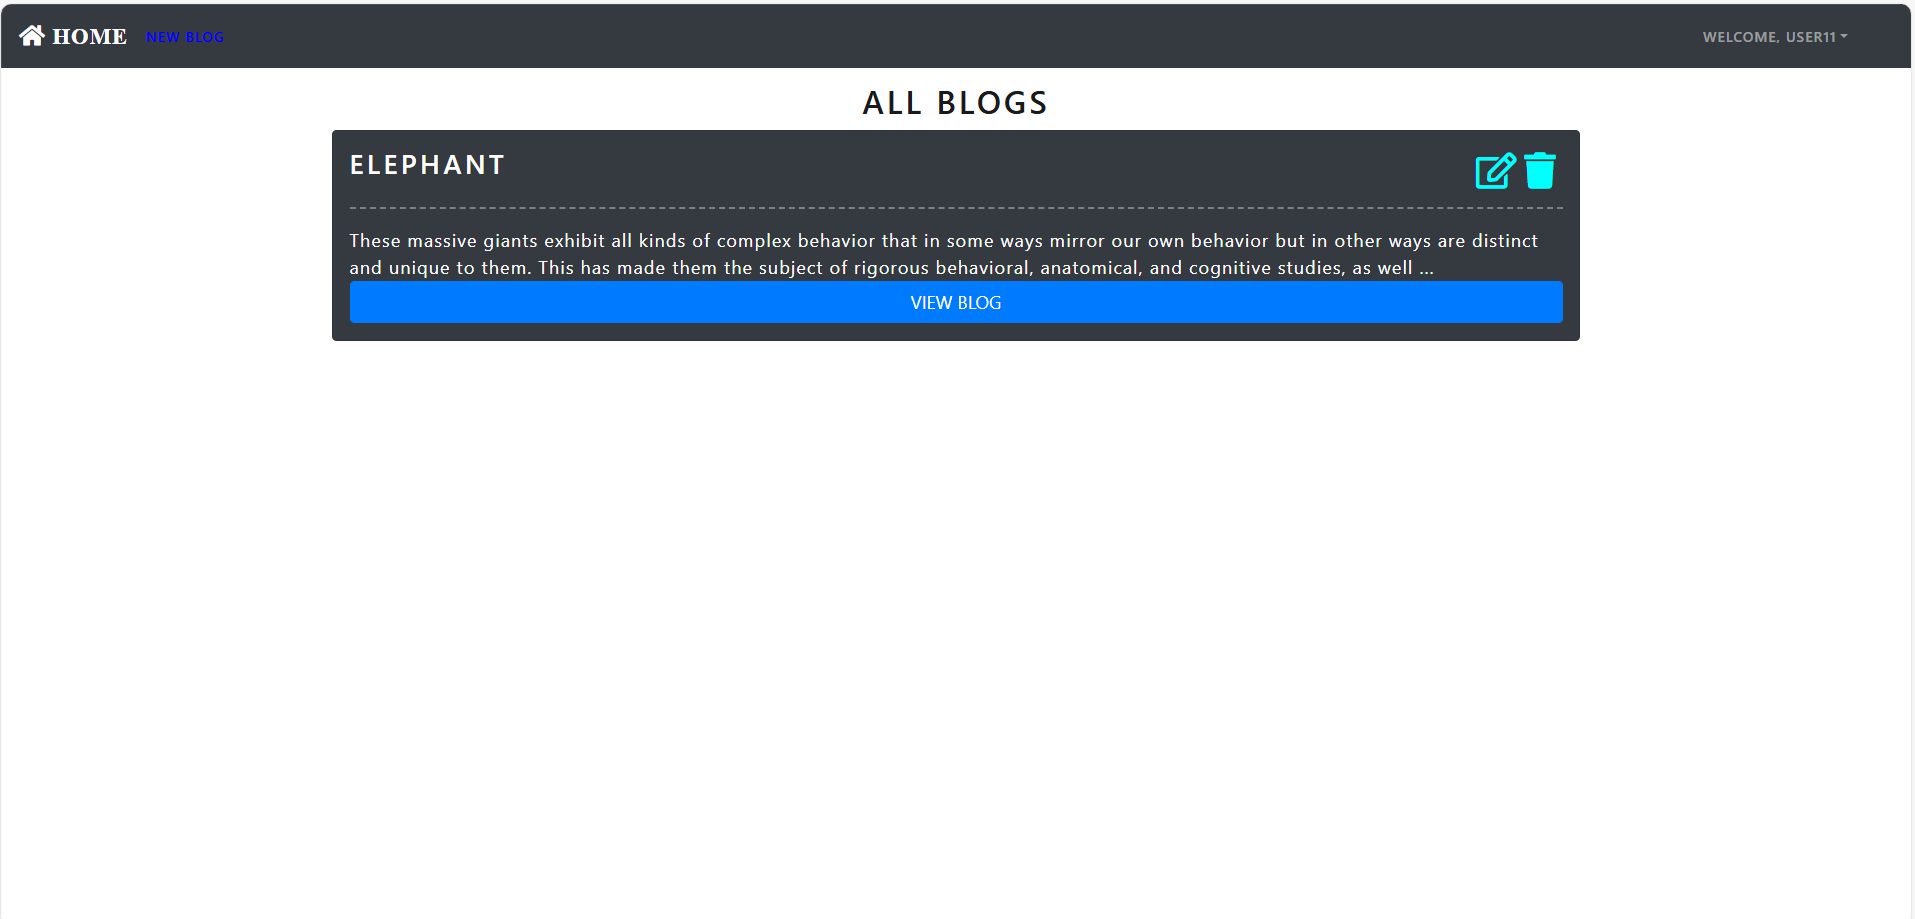 HOME NEW BLOG WELCOME, USER11
ALL BLOGS
ELEPHANT
These massive giants exhibit all kinds of complex behavior that in some ways mirror our own behavior but in other ways are distinct
and unique to them. This has made them the subject of rigorous behavioral, anatomical, and cognitive studies, as well ...
VIEW BLOG